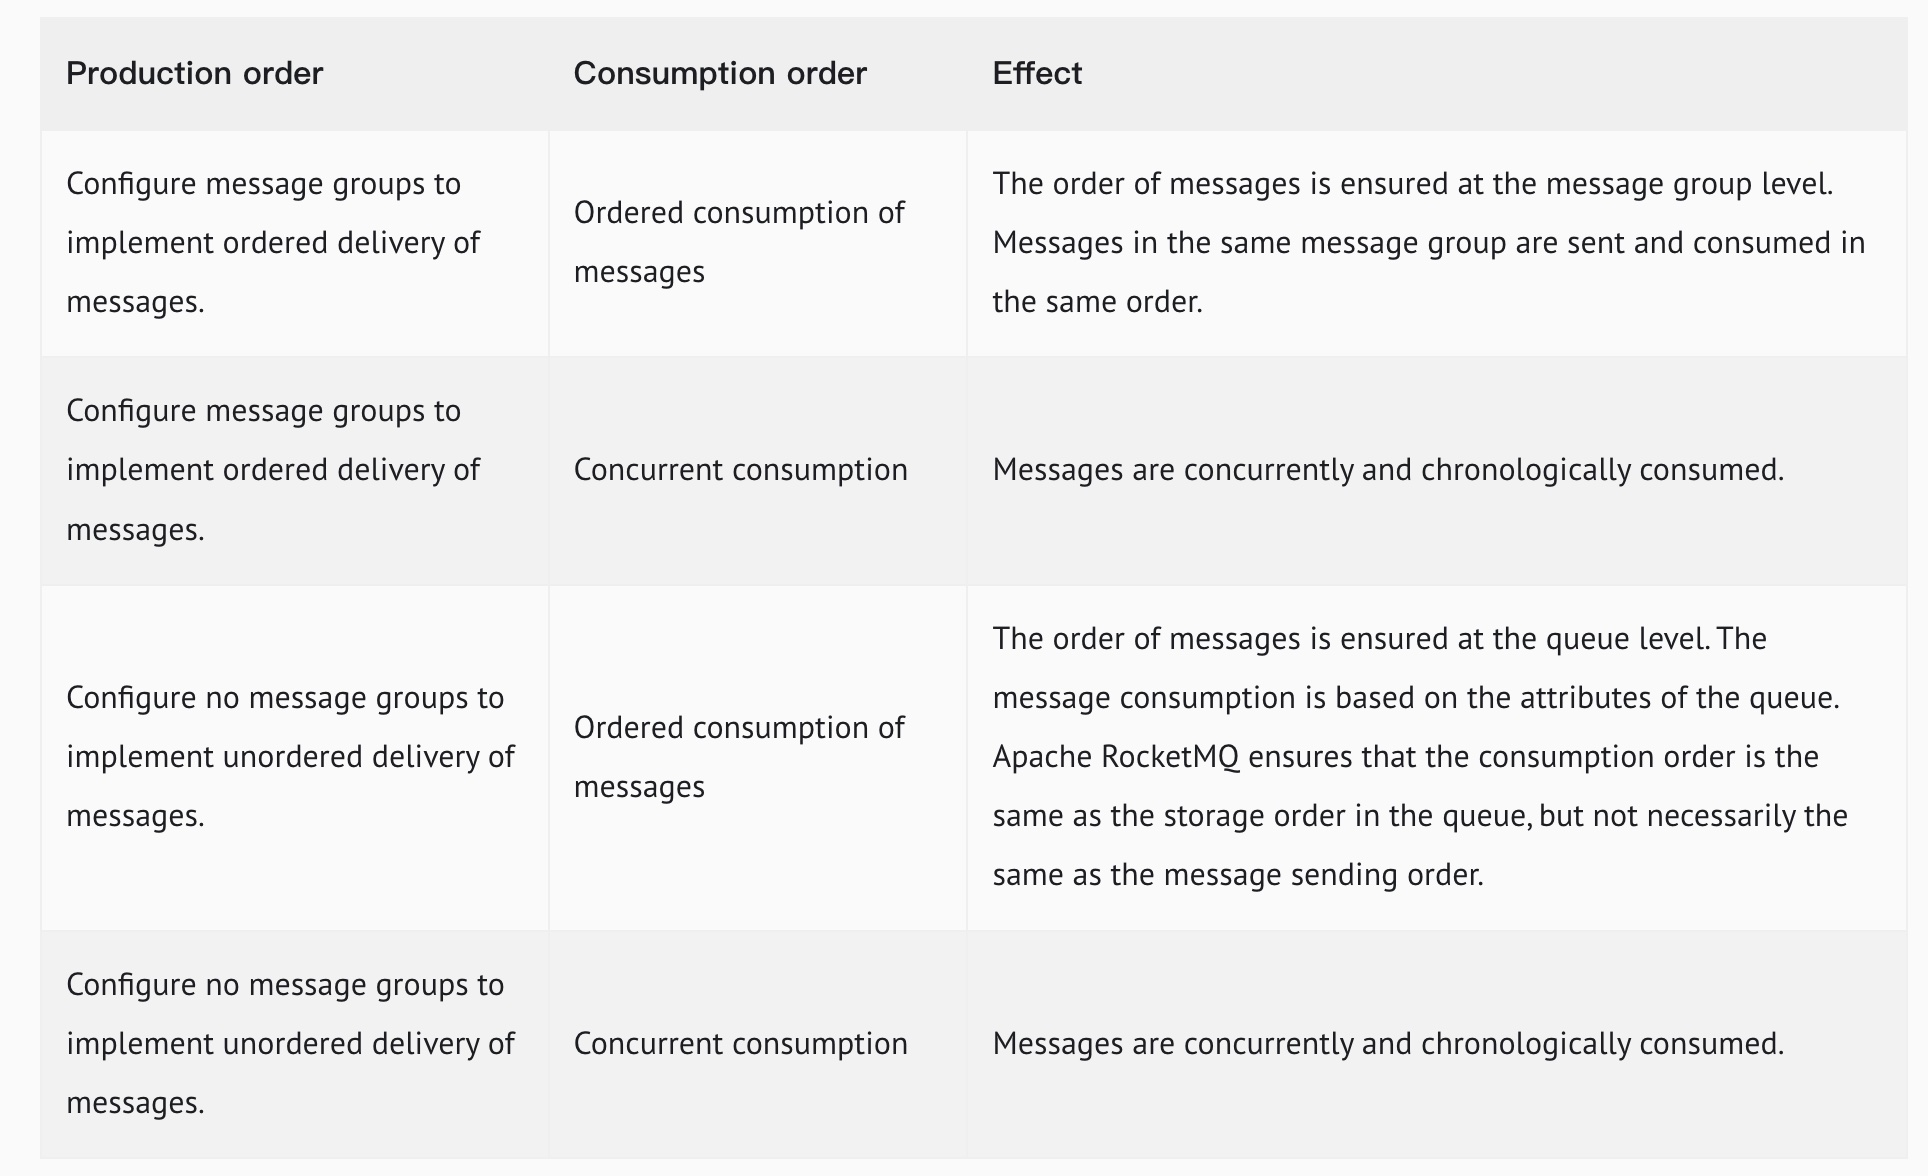 Production order
Consumption order
Effect
Configure message groups to
implement ordered delivery of
messages.
Ordered consumption of
messages
The order of messages is ensured at the message group level.
Messages in the same message group are sent and consumed in
the same order.
Configure message groups to
implement ordered delivery of
messages.
Concurrent consumption
Messages are concurrently and chronologically consumed.
Configure no message groups to
implement unordered delivery of
messages.
Ordered consumption of
messages
The order of messages is ensured at the queue level. The
message consumption is based on the attributes of the queue.
Apache RocketMQ ensures that the consumption order is the
same as the storage order in the queue, but not necessarily the
same as the message sending order.
Configure no message groups to
implement unordered delivery of
messages.
Concurrent consumption
Messages are concurrently and chronologically consumed.